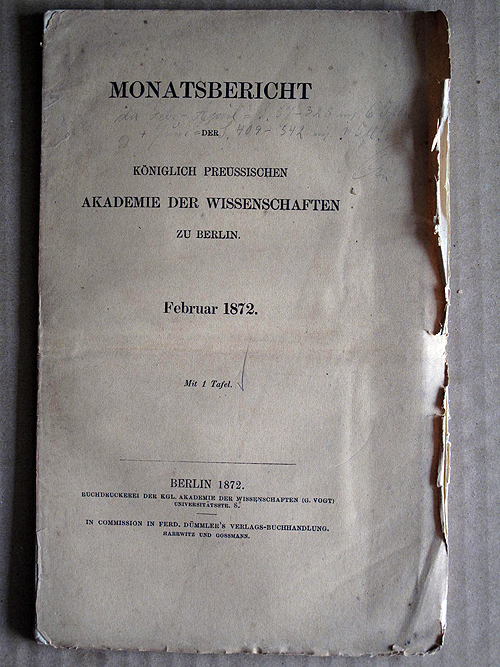 MONATSBERICHT
DER
KÖNIGLICH PREUSSISCHEN
AKADEMIE DER WISSENSCHAFTEN
ZU BERLIN.
Februar 1872.
Mit 1 Tafel.
BERLIN 1872.
BUCHDRUCKEREI DER KGL. AKADEMIE DER WISSENSCHAFTEN (G. VOGT)
UNIVERSITÄTSSTR. 8.
IN COMMISSION IN FERD. DÜMMLER'S VERLAGS-BUCHHANDLUNG.
HARRWITZ UND GOSSMANN.